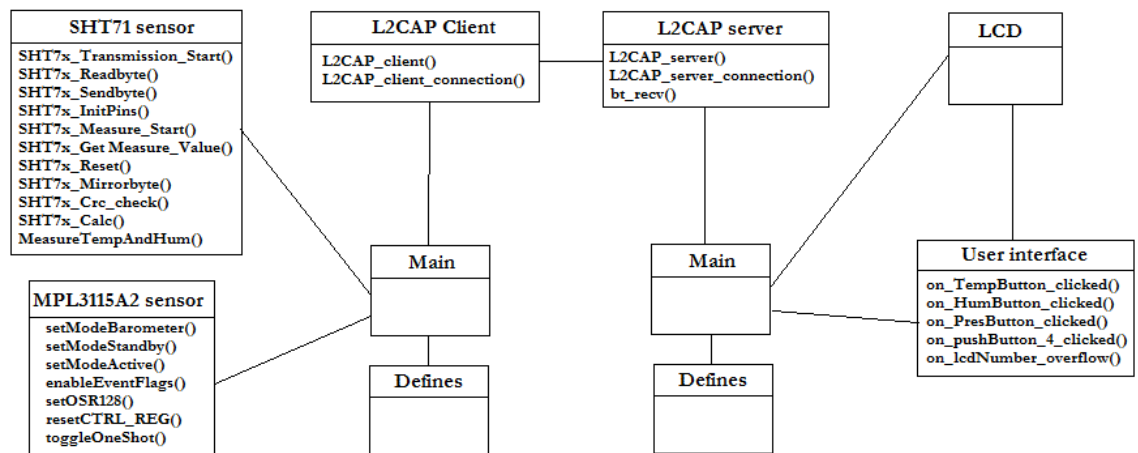 SHT71 sensor
SHT7x_Transmission_Start()
SHT7x_Readbyte()
SHT7x_Sendbyte()
SHT7x_InitPins()
SHT7x_Measure_Start()
SHT7x_Get Measure_Value()
SHT7x_Reset()
SHT7x_Mirrorbyte()
SHT7x_Crc_check()
SHT7x_Calc()
MeasureTempAndHum()
L2CAP Client
L2CAP_client()
L2CAP_client_connection()
L2CAP server
L2CAP_server()
L2CAP_server_connection()
bt_recv()
LCD
MPL3115A2 sensor
setModeBarometer()
setModeStandby()
setModeActive()
enableEventFlags()
setOSR128()
resetCTRL_REG()
toggleOneShot()
Main
Defines
Main
Defines
User interface
on_TempButton_clicked()
on_HumButton_clicked()
on_PresButton_clicked()
on_pushButton_4_clicked()
on_lcdNumber_overflow()